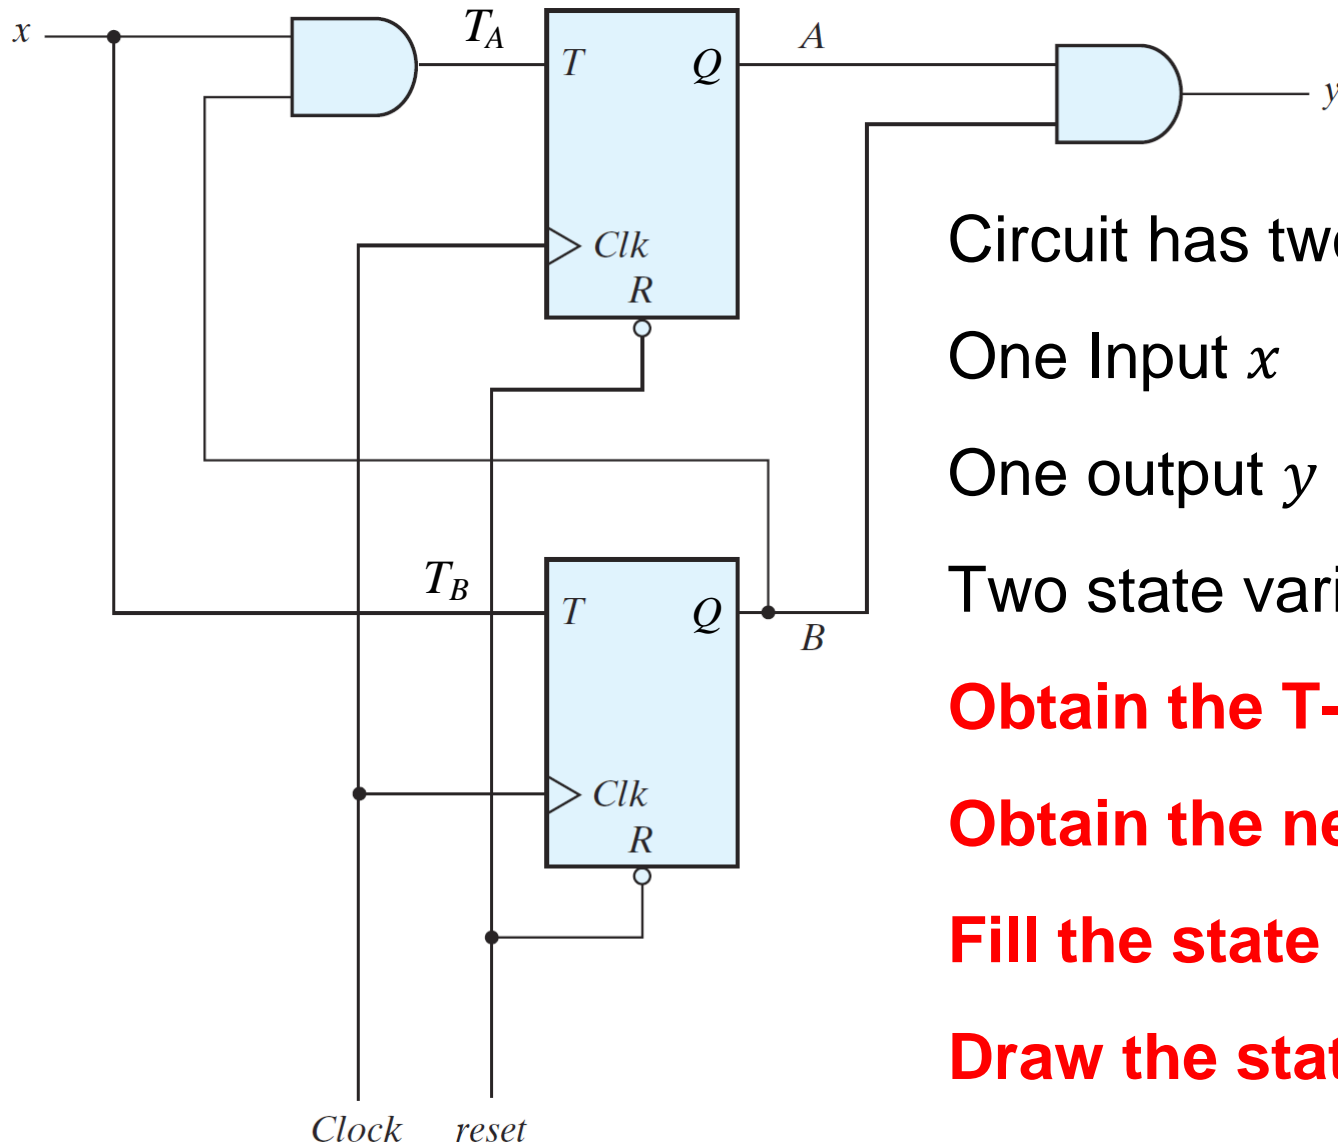 x
T_A
T
Q
A
y
Clk
R
Circuit has two
One Input x
One output y
T_B
T
Q
B
Two state vari
Obtain the T-
Clk
R
Obtain the ne
Fill the state
Draw the stat
Clock
reset